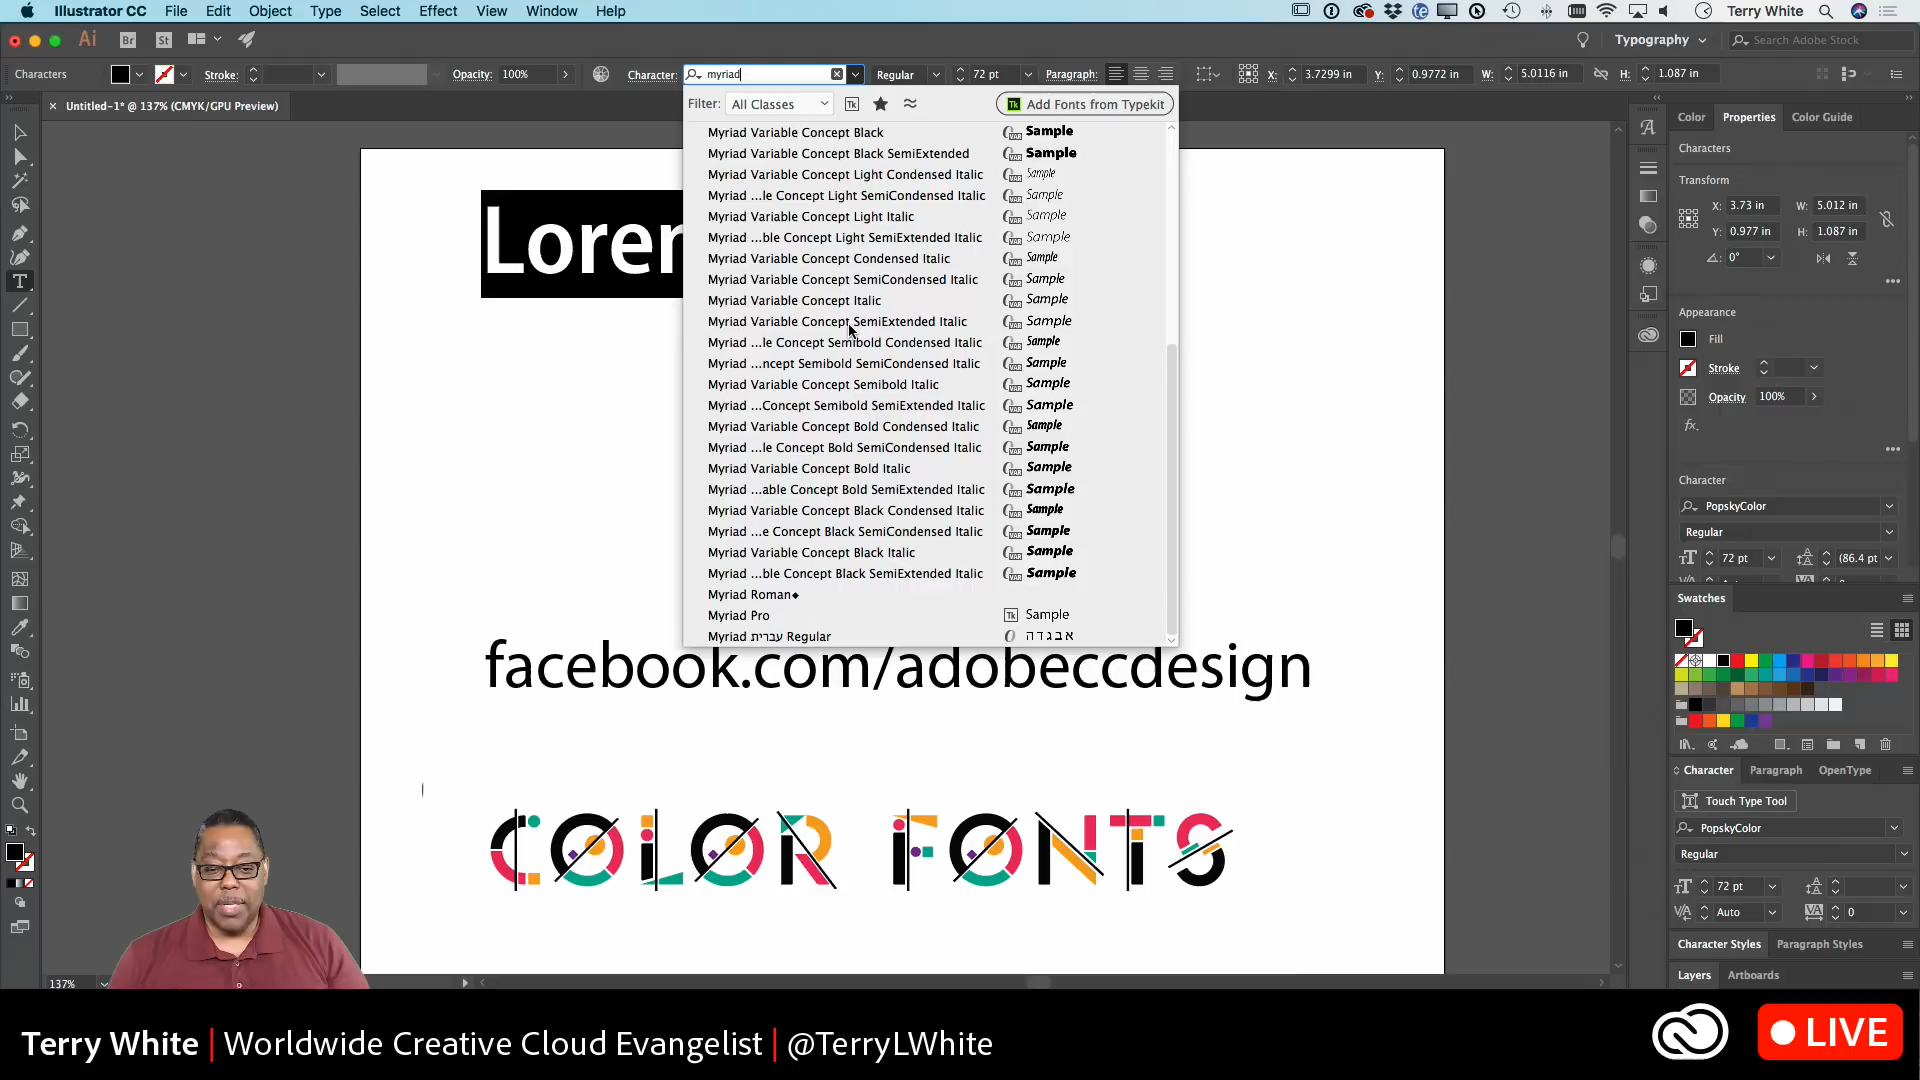 Illustrator CC File Edit Object Type Select Effect View Window Help
Terry White
Ai Br St
Typography Search Adobe Stock
Characters Stroke: Opacity: 100% Character: myriad Regular 72 pt Paragraph: X: 3.7299 in Y: 0.9772 in W: 5.0116 in H: 1.087 in
Untitled-1* @ 137% (CMYK/GPU Preview)
Filter: All Classes Tk Add Fonts from Typekit
Myriad Variable Concept Black Sample
Myriad Variable Concept Black SemiExtended Sample
Myriad Variable Concept Light Condensed Italic Sample
Myriad ...le Concept Light SemiCondensed Italic Sample
Myriad Variable Concept Light Italic Sample
Myriad ...ble Concept Light SemiExtended Italic Sample
Myriad Variable Concept Condensed Italic Sample
Myriad Variable Concept SemiCondensed Italic Sample
Myriad Variable Concept Italic Sample
Myriad Variable Concept SemiExtended Italic Sample
Myriad ...le Concept Semibold Condensed Italic Sample
Myriad ...ncept Semibold SemiCondensed Italic Sample
Myriad Variable Concept Semibold Italic Sample
Myriad ...Concept Semibold SemiExtended Italic Sample
Myriad Variable Concept Bold Condensed Italic Sample
Myriad ...le Concept Bold SemiCondensed Italic Sample
Myriad Variable Concept Bold Italic Sample
Myriad ...able Concept Bold SemiExtended Italic Sample
Myriad Variable Concept Black Condensed Italic Sample
Myriad ...e Concept Black SemiCondensed Italic Sample
Myriad Variable Concept Black Italic Sample
Myriad ...ble Concept Black SemiExtended Italic Sample
Myriad Roman◆
Myriad Pro Tk Sample
Myriad עברית Regular אבגדה
Lorer
facebook.com/adobeccdesign
COLOR FONTS
137%
Color Properties Color Guide
Characters
Transform
X: 3.73 in W: 5.012 in
Y: 0.977 in H: 1.087 in
0°
Appearance
Fill
Stroke
Opacity 100%
fx.
Character
PopskyColor
Regular
72 pt (86.4 pt
Swatches
Character Paragraph OpenType
Touch Type Tool
PopskyColor
Regular
72 pt
Auto 0
Character Styles Paragraph Styles
Layers Artboards
Terry White | Worldwide Creative Cloud Evangelist | @TerryLWhite
LIVE